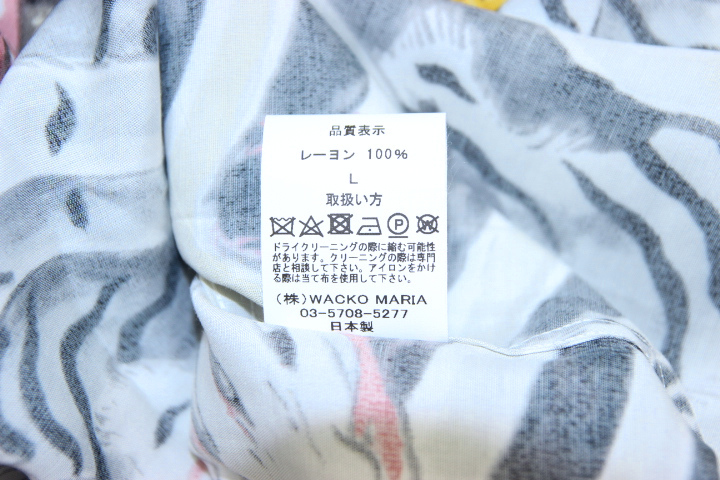 品質表示
レーヨン 100%
L
取扱い方
ドライクリーニングの際に縮む可能性
があります。クリーニングの際は専門
店と相談して下さい。アイロンをかけ
る際は当て布を使用して下さい。
(株)WACKO MARIA
03-5708-5277
日本製